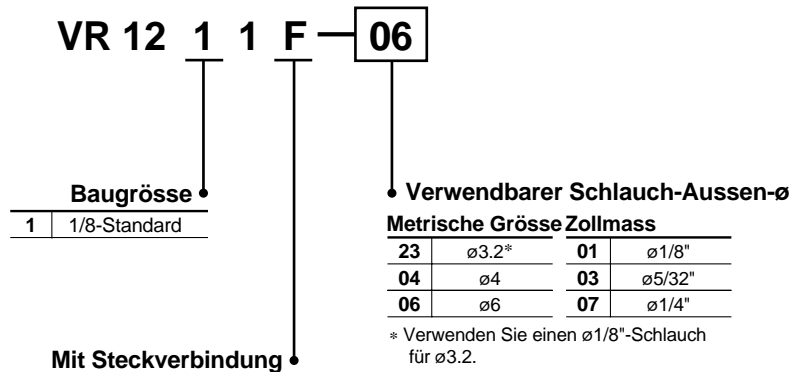 VR 12 1 1 F — 06
Baugrösse
1 1/8-Standard
Verwendbarer Schlauch-Aussen-ø
Metrische Grösse Zollmass
23 ø3.2* 01 ø1/8"
04 ø4 03 ø5/32"
06 ø6 07 ø1/4"
* Verwenden Sie einen ø1/8"-Schlauch
für ø3.2.
Mit Steckverbindung